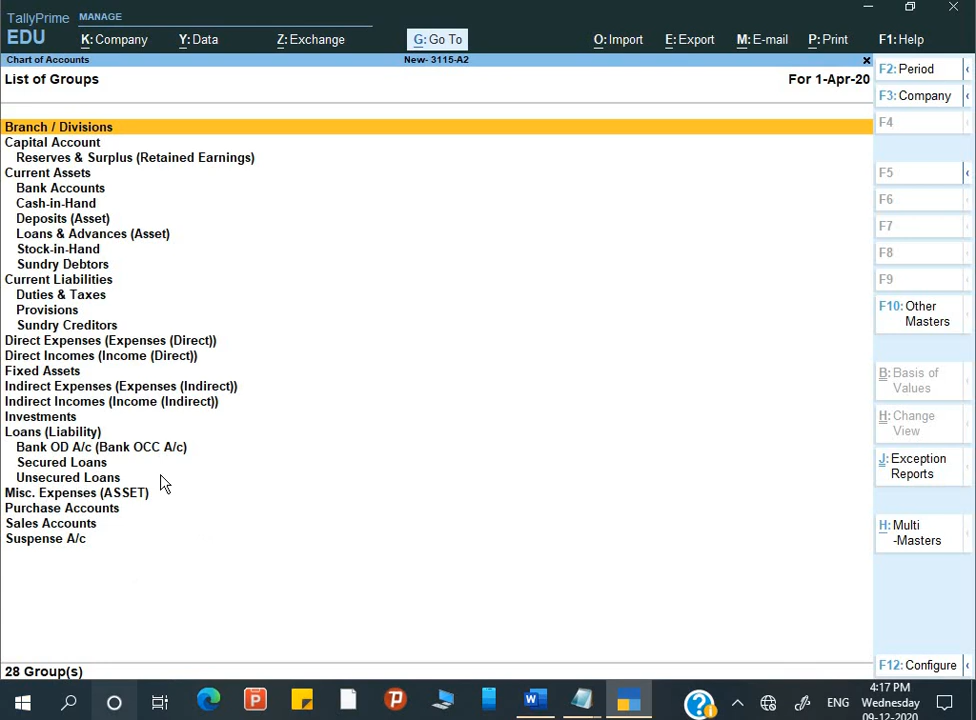 TallyPrime
EDU
MANAGE
K: Company Y: Data Z: Exchange G: Go To O: Import E: Export M: E-mail P: Print F1: Help
Chart of Accounts New- 3115-A2
List of Groups For 1-Apr-20
Branch / Divisions
Capital Account
Reserves & Surplus (Retained Earnings)
Current Assets
Bank Accounts
Cash-in-Hand
Deposits (Asset)
Loans & Advances (Asset)
Stock-in-Hand
Sundry Debtors
Current Liabilities
Duties & Taxes
Provisions
Sundry Creditors
Direct Expenses (Expenses (Direct))
Direct Incomes (Income (Direct))
Fixed Assets
Indirect Expenses (Expenses (Indirect))
Indirect Incomes (Income (Indirect))
Investments
Loans (Liability)
Bank OD A/c (Bank OCC A/c)
Secured Loans
Unsecured Loans
Misc. Expenses (ASSET)
Purchase Accounts
Sales Accounts
Suspense A/c
28 Group(s)
F2: Period
F3: Company
F4
F5
F6
F7
F8
F9
F10: Other
Masters
B: Basis of
Values
H: Change
View
J: Exception
Reports
H: Multi
-Masters
F12: Configure
ENG
4:17 PM
Wednesday
09-12-2020